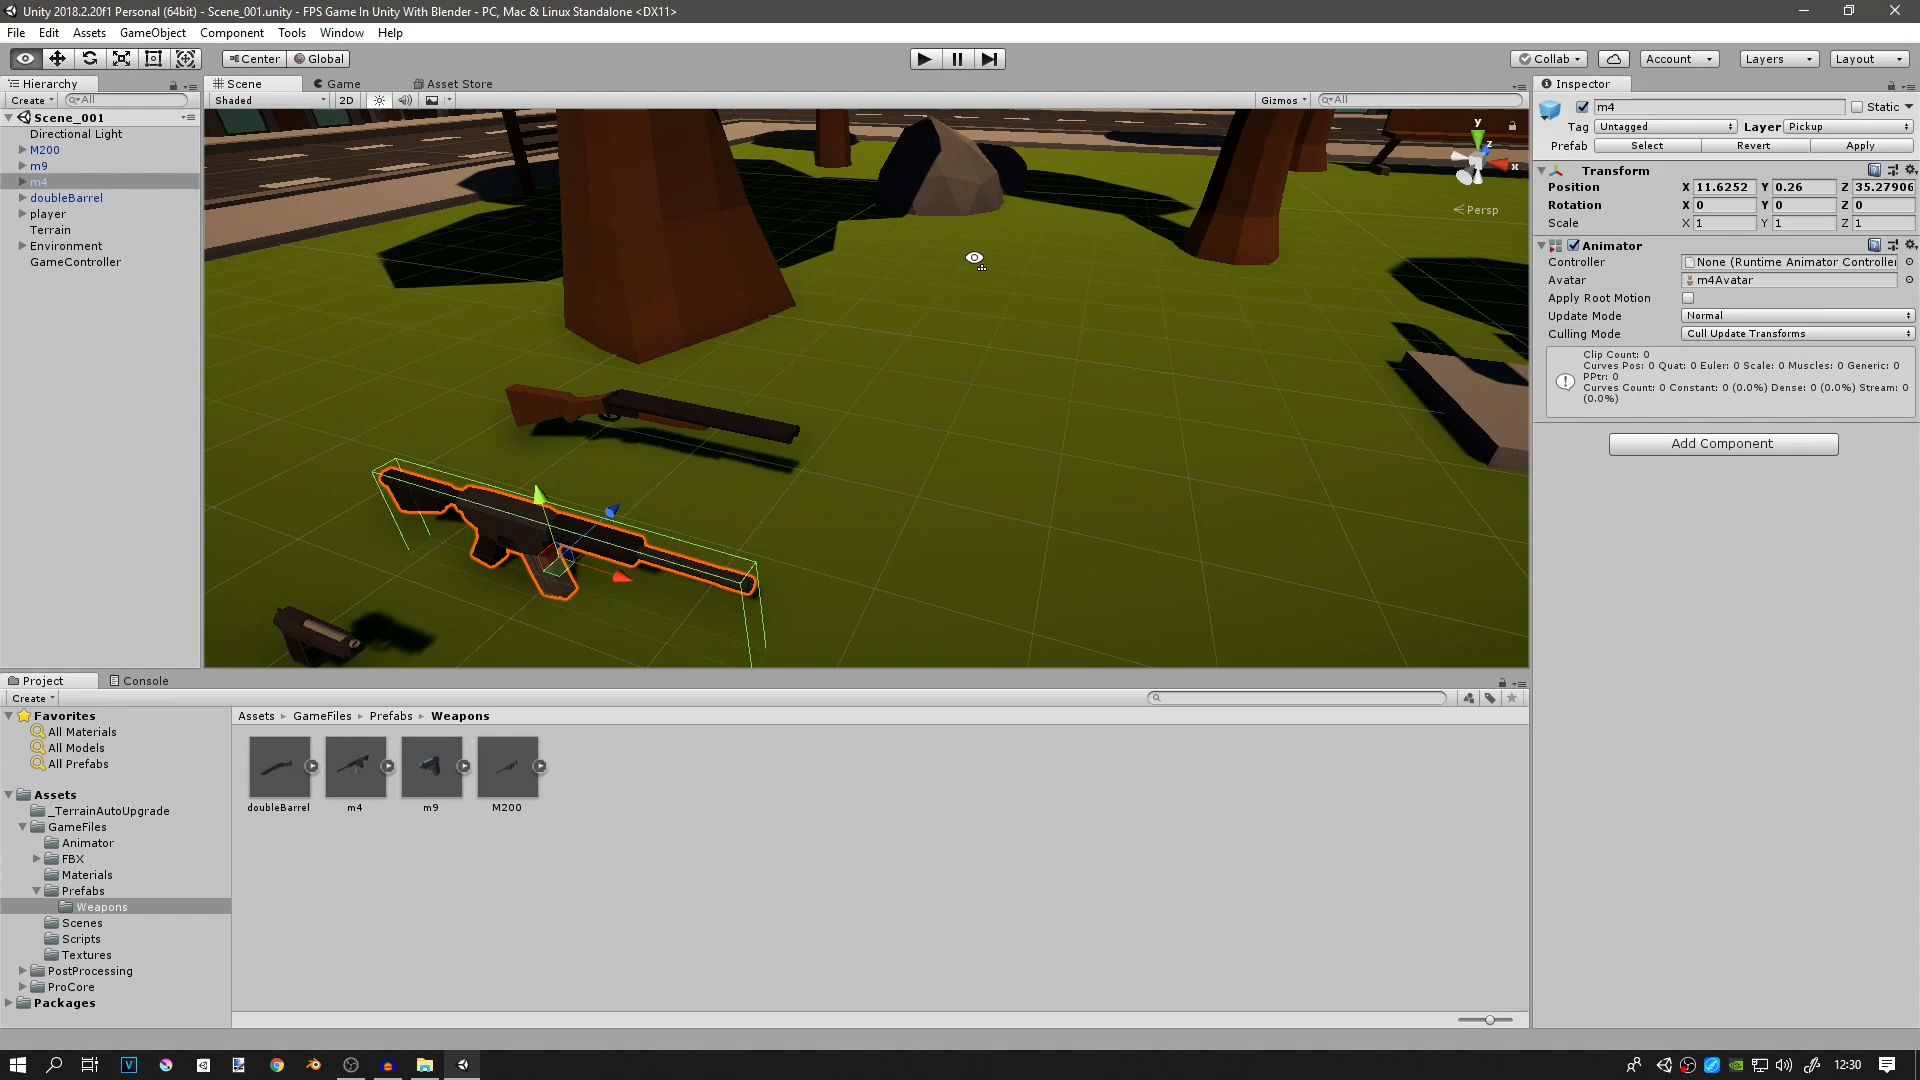 Unity 2018.2.20f1 Personal (64bit) - Scene_001.unity - FPS Game In Unity With Blender - PC, Mac & Linux Standalone <DX11>
File Edit Assets GameObject Component Tools Window Help
Center Global Collab Account Layers Layout
Hierarchy
Create All
Scene_001
Directional Light
M200
m9
m4
doubleBarrel
player
Terrain
Environment
GameController
Scene Game Asset Store
Shaded 2D Gizmos All
y
z
x
Persp
Inspector
m4 Static
Tag Untagged Layer Pickup
Prefab Select Revert Apply
Transform
Position X 11.6252 Y 0.26 Z 35.27906
Rotation X 0 Y 0 Z 0
Scale X 1 Y 1 Z 1
Animator
Controller None (Runtime Animator Controller
Avatar m4Avatar
Apply Root Motion
Update Mode Normal
Culling Mode Cull Update Transforms
Clip Count: 0
Curves Pos: 0 Quat: 0 Euler: 0 Scale: 0 Muscles: 0 Generic: 0
PPtr: 0
Curves Count: 0 Constant: 0 (0.0%) Dense: 0 (0.0%) Stream: 0
(0.0%)
Add Component
Project Console
Create
Favorites
All Materials
All Models
All Prefabs
Assets
_TerrainAutoUpgrade
GameFiles
Animator
FBX
Materials
Prefabs
Weapons
Scenes
Scripts
Textures
PostProcessing
ProCore
Packages
Assets GameFiles Prefabs Weapons
doubleBarrel m4 m9 M200
12:30